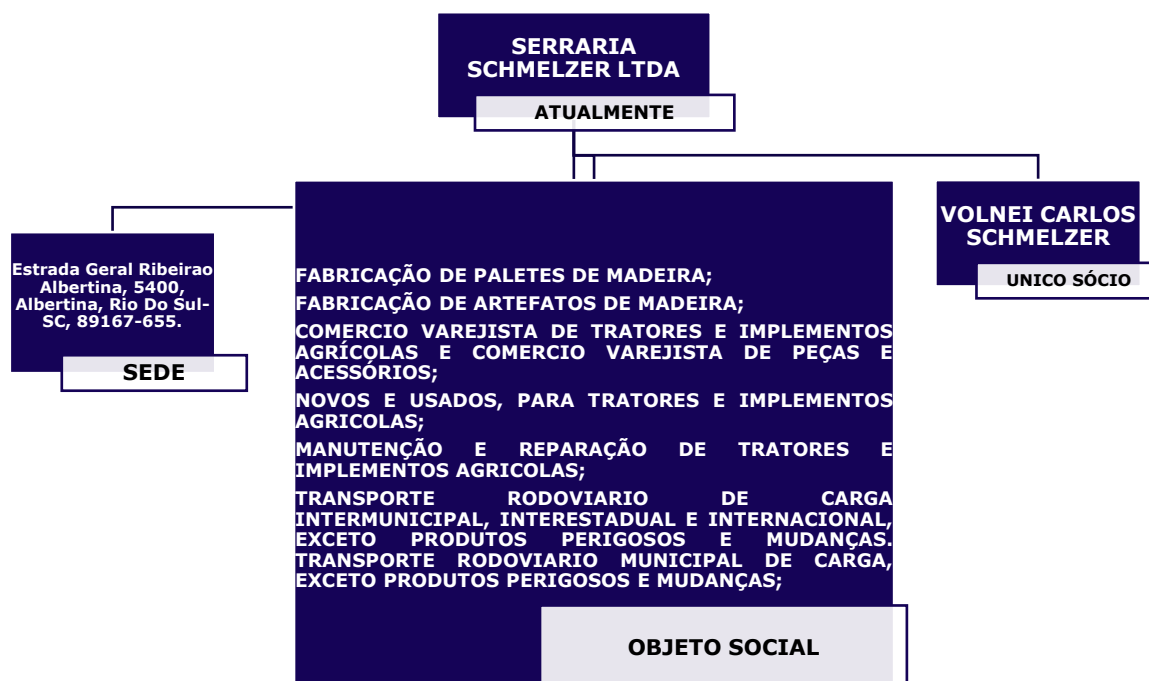 SERRARIA
SCHMELZER LTDA
ATUALMENTE
Estrada Geral Ribeirao
Albertina, 5400,
Albertina, Rio Do Sul-
SC, 89167-655.
SEDE
FABRICAÇÃO DE PALETES DE MADEIRA;
FABRICAÇÃO DE ARTEFATOS DE MADEIRA;
COMERCIO VAREJISTA DE TRATORES E IMPLEMENTOS
AGRÍCOLAS E COMERCIO VAREJISTA DE PEÇAS E
ACESSÓRIOS;
NOVOS E USADOS, PARA TRATORES E IMPLEMENTOS
AGRICOLAS;
MANUTENÇÃO E REPARAÇÃO DE TRATORES E
IMPLEMENTOS AGRICOLAS;
TRANSPORTE RODOVIARIO DE CARGA
INTERMUNICIPAL, INTERESTADUAL E INTERNACIONAL,
EXCETO PRODUTOS PERIGOSOS E MUDANÇAS.
TRANSPORTE RODOVIARIO MUNICIPAL DE CARGA,
EXCETO PRODUTOS PERIGOSOS E MUDANÇAS;
OBJETO SOCIAL
VOLNEI CARLOS
SCHMELZER
UNICO SÓCIO